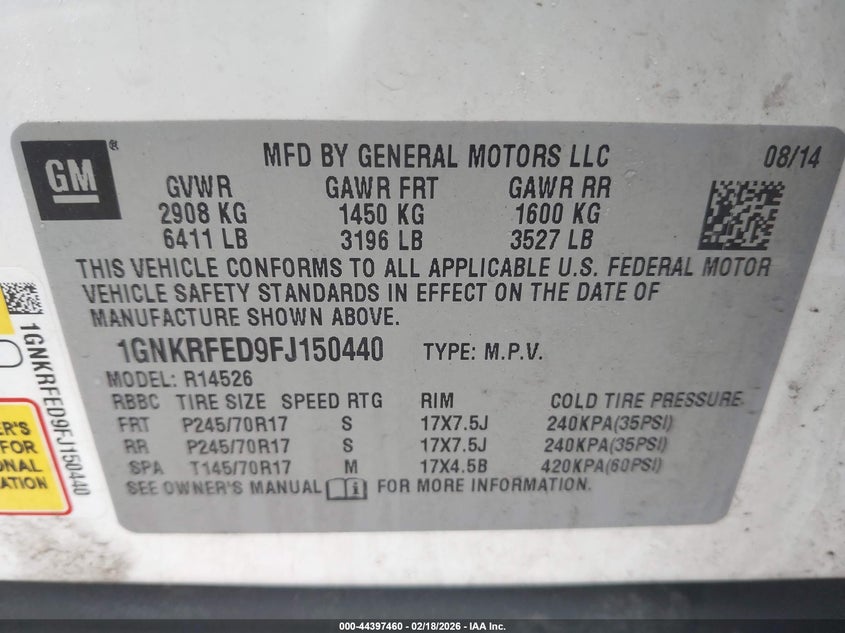 GM ®
MFD BY GENERAL MOTORS LLC 08/14
GVWR GAWR FRT GAWR RR
2908 KG 1450 KG 1600 KG
6411 LB 3196 LB 3527 LB
THIS VEHICLE CONFORMS TO ALL APPLICABLE U.S. FEDERAL MOTOR
VEHICLE SAFETY STANDARDS IN EFFECT ON THE DATE OF
MANUFACTURE SHOWN ABOVE.
1GNKRFED9FJ150440 TYPE: M.P.V.
MODEL: R14526
RBBC TIRE SIZE SPEED RTG RIM COLD TIRE PRESSURE
FRT P245/70R17 S 17X7.5J 240KPA(35PSI)
RR P245/70R17 S 17X7.5J 240KPA(35PSI)
SPA T145/70R17 M 17X4.5B 420KPA(60PSI)
SEE OWNER'S MANUAL FOR MORE INFORMATION.
1GNKRFED9FJ150440
FOR
000-44397460 - 02/18/2026 - IAA Inc.